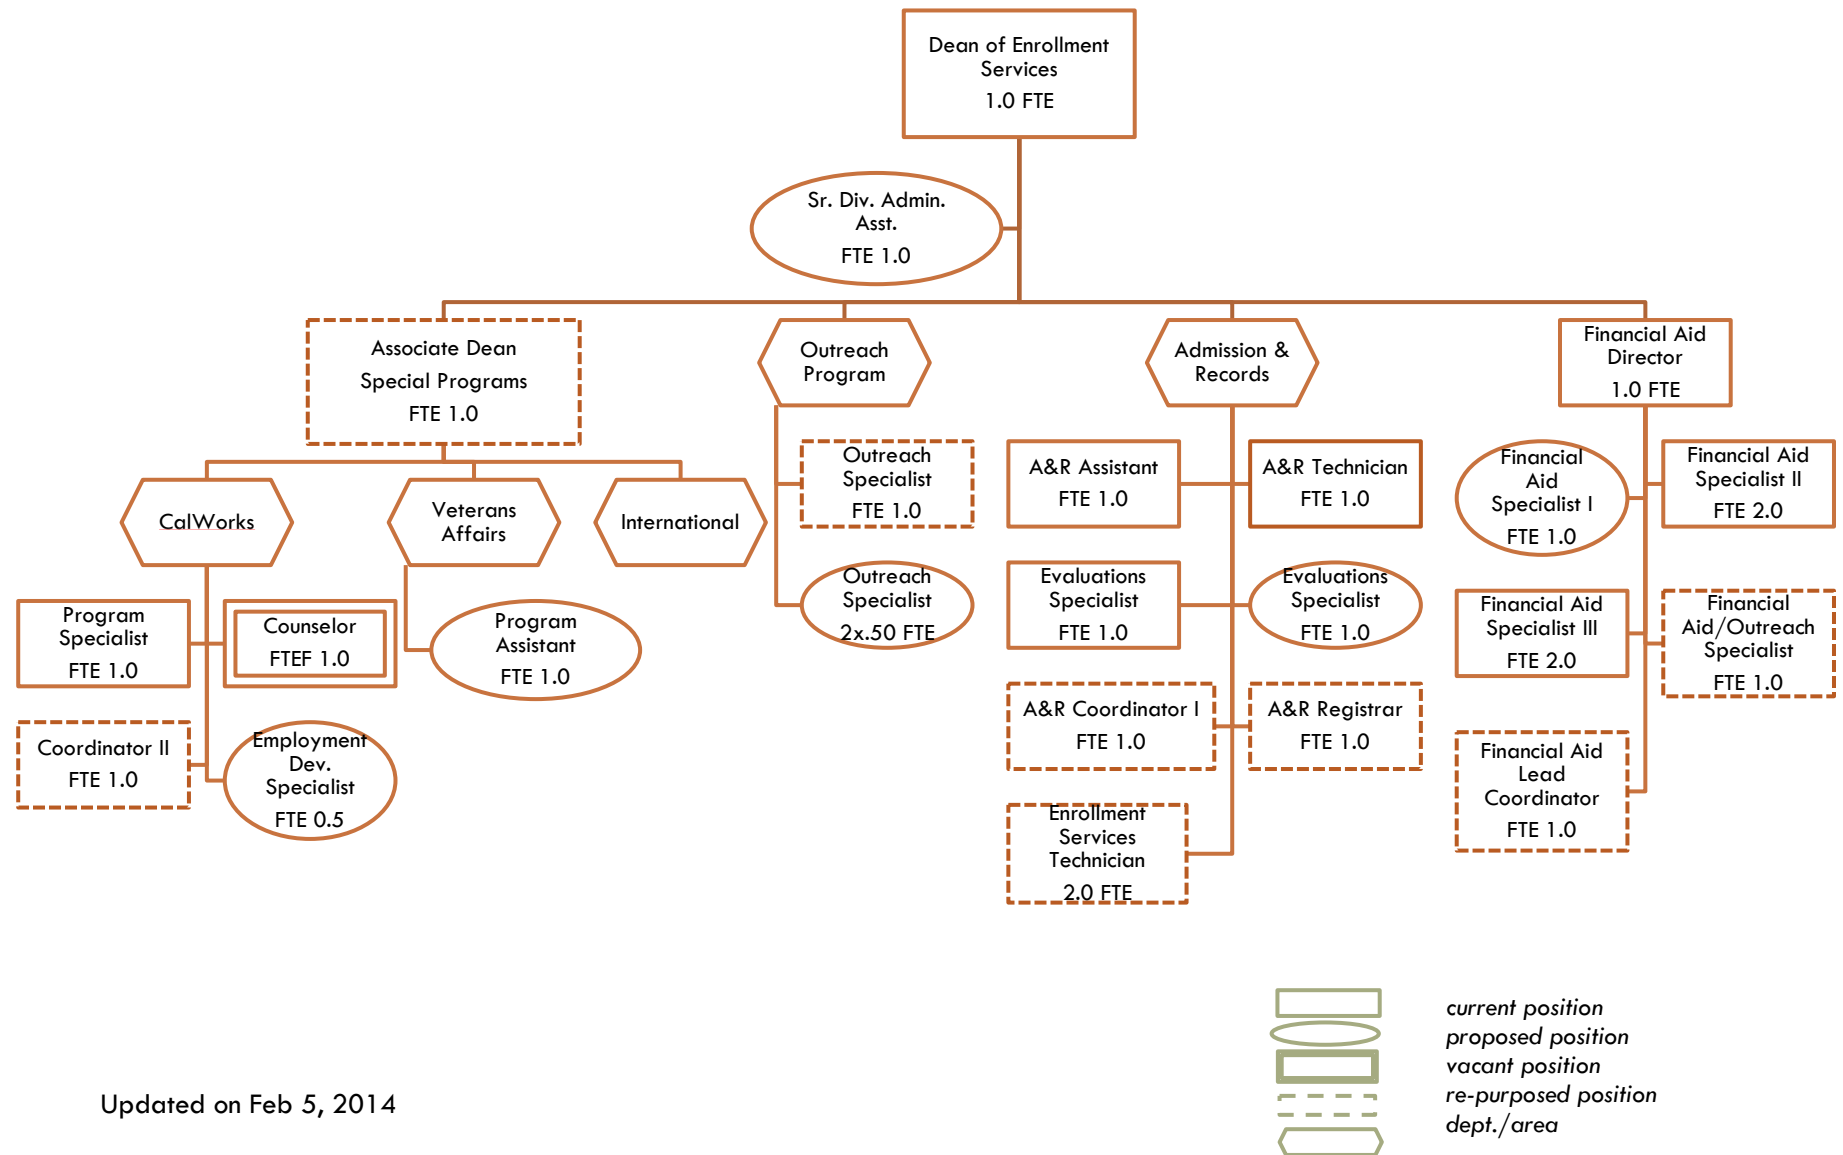 Dean of Enrollment
Services
1.0 FTE
Sr. Div. Admin.
Asst.
FTE 1.0
Associate Dean
Special Programs
FTE 1.0
Outreach
Program
Admission &
Records
Financial Aid
Director
1.0 FTE
CalWorks
Veterans
Affairs
International
Program
Specialist
FTE 1.0
Counselor
FTEF 1.0
Coordinator II
FTE 1.0
Employment
Dev.
Specialist
FTE 0.5
Program
Assistant
FTE 1.0
Outreach
Specialist
FTE 1.0
Outreach
Specialist
2x.50 FTE
A&R Assistant
FTE 1.0
A&R Technician
FTE 1.0
Evaluations
Specialist
FTE 1.0
Evaluations
Specialist
FTE 1.0
A&R Coordinator I
FTE 1.0
A&R Registrar
FTE 1.0
Enrollment
Services
Technician
2.0 FTE
Financial
Aid
Specialist I
FTE 1.0
Financial Aid
Specialist II
FTE 2.0
Financial Aid
Specialist III
FTE 2.0
Financial
Aid/Outreach
Specialist
FTE 1.0
Financial Aid
Lead
Coordinator
FTE 1.0
current position
proposed position
vacant position
re-purposed position
dept./area
Updated on Feb 5, 2014